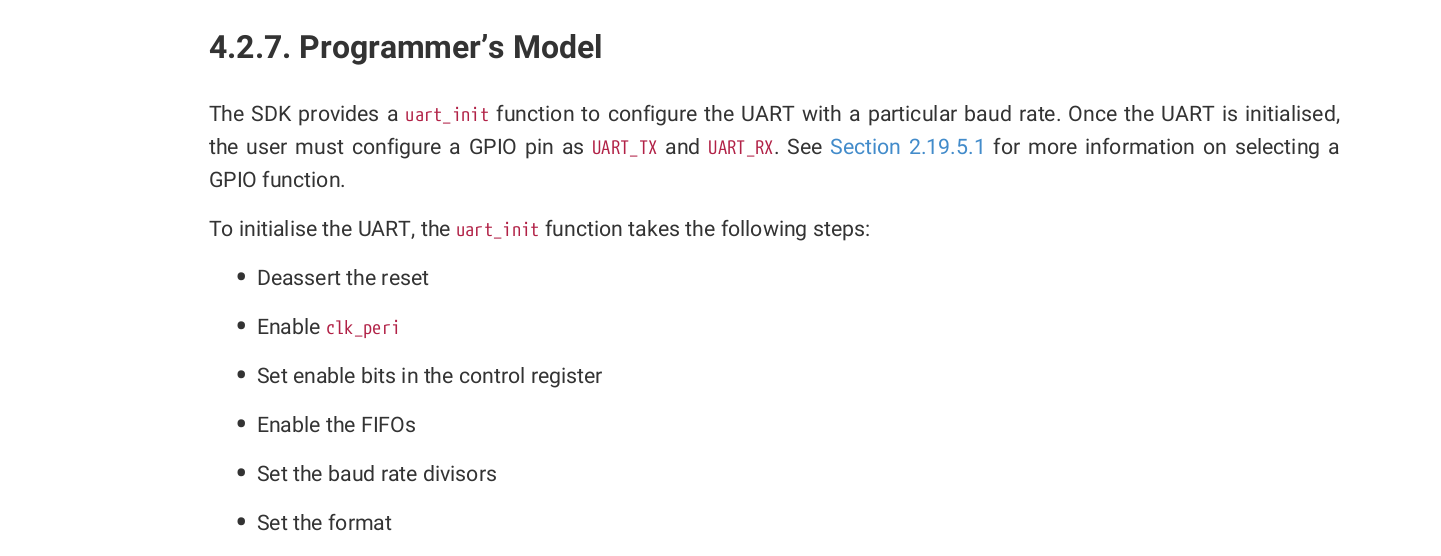 4.2.7. Programmer’s Model
The SDK provides a uart_init function to configure the UART with a particular baud rate. Once the UART is initialised,
the user must configure a GPIO pin as UART_TX and UART_RX. See Section 2.19.5.1 for more information on selecting a
GPIO function.
To initialise the UART, the uart_init function takes the following steps:
• Deassert the reset
• Enable clk_peri
• Set enable bits in the control register
• Enable the FIFOs
• Set the baud rate divisors
• Set the format